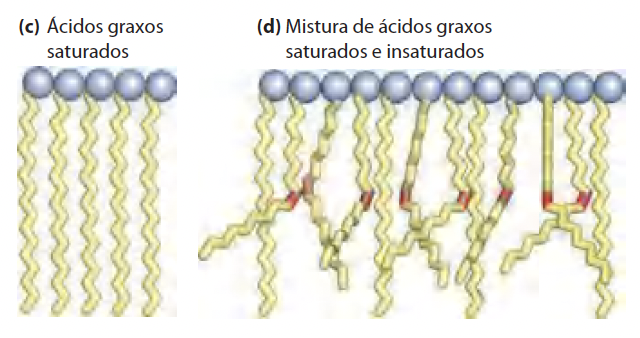 (c) Ácidos graxos
saturados
(d) Mistura de ácidos graxos
saturados e insaturados